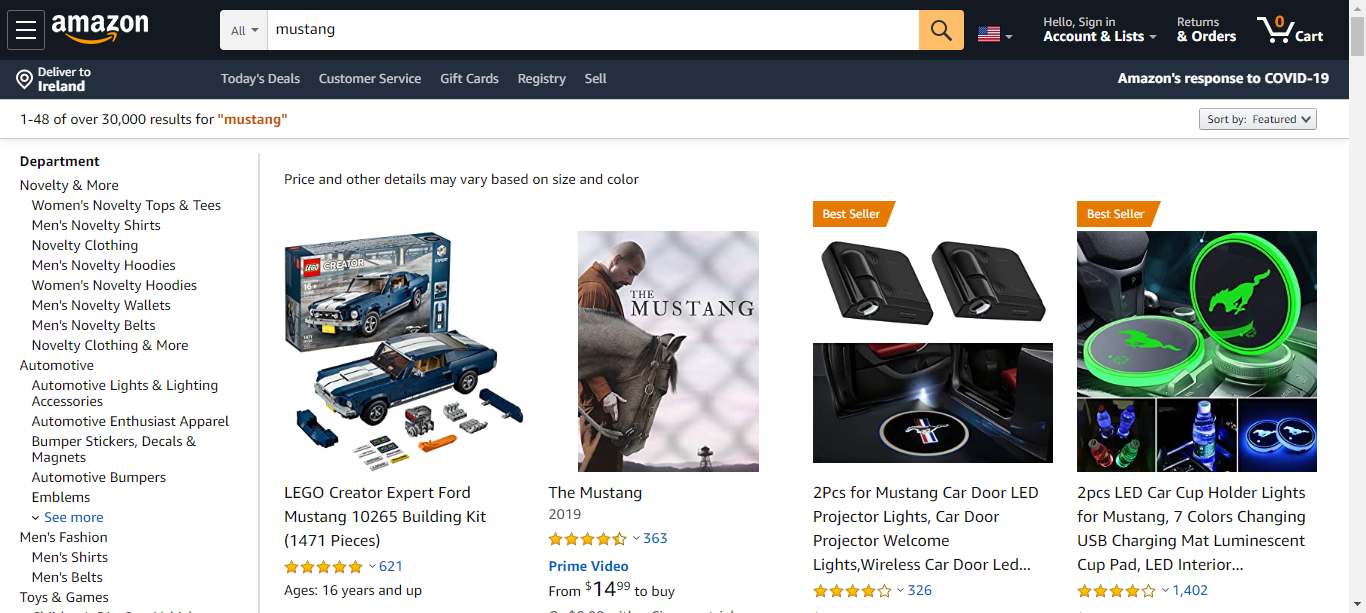 amazon
All
mustang
Hello, Sign in
Account & Lists
Returns
& Orders
0
Cart
Deliver to
Ireland
Today's Deals
Customer Service
Gift Cards
Registry
Sell
Amazon's response to COVID-19
1-48 of over 30,000 results for "mustang"
Sort by: Featured
Department
Novelty & More
Women's Novelty Tops & Tees
Men's Novelty Shirts
Novelty Clothing
Men's Novelty Hoodies
Women's Novelty Hoodies
Men's Novelty Wallets
Men's Novelty Belts
Novelty Clothing & More
Automotive
Automotive Lights & Lighting
Accessories
Automotive Enthusiast Apparel
Bumper Stickers, Decals &
Magnets
Automotive Bumpers
Emblems
See more
Men's Fashion
Men's Shirts
Men's Belts
Toys & Games
Price and other details may vary based on size and color
LEGO
CREATOR
EXPERT
16+
LEGO Creator Expert Ford
Mustang 10265 Building Kit
(1471 Pieces)
621
Ages: 16 years and up
THE
MUSTANG
The Mustang
2019
363
Prime Video
From $1499 to buy
Best Seller
2Pcs for Mustang Car Door LED
Projector Lights, Car Door
Projector Welcome
Lights,Wireless Car Door Led...
326
Best Seller
2pcs LED Car Cup Holder Lights
for Mustang, 7 Colors Changing
USB Charging Mat Luminescent
Cup Pad, LED Interior...
1,402